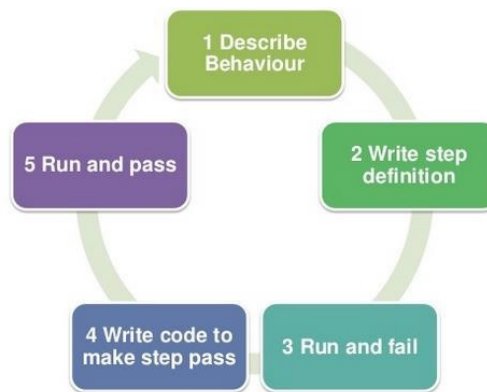 1 Describe
Behaviour
2 Write step
definition
3 Run and fail
4 Write code to
make step pass
5 Run and pass